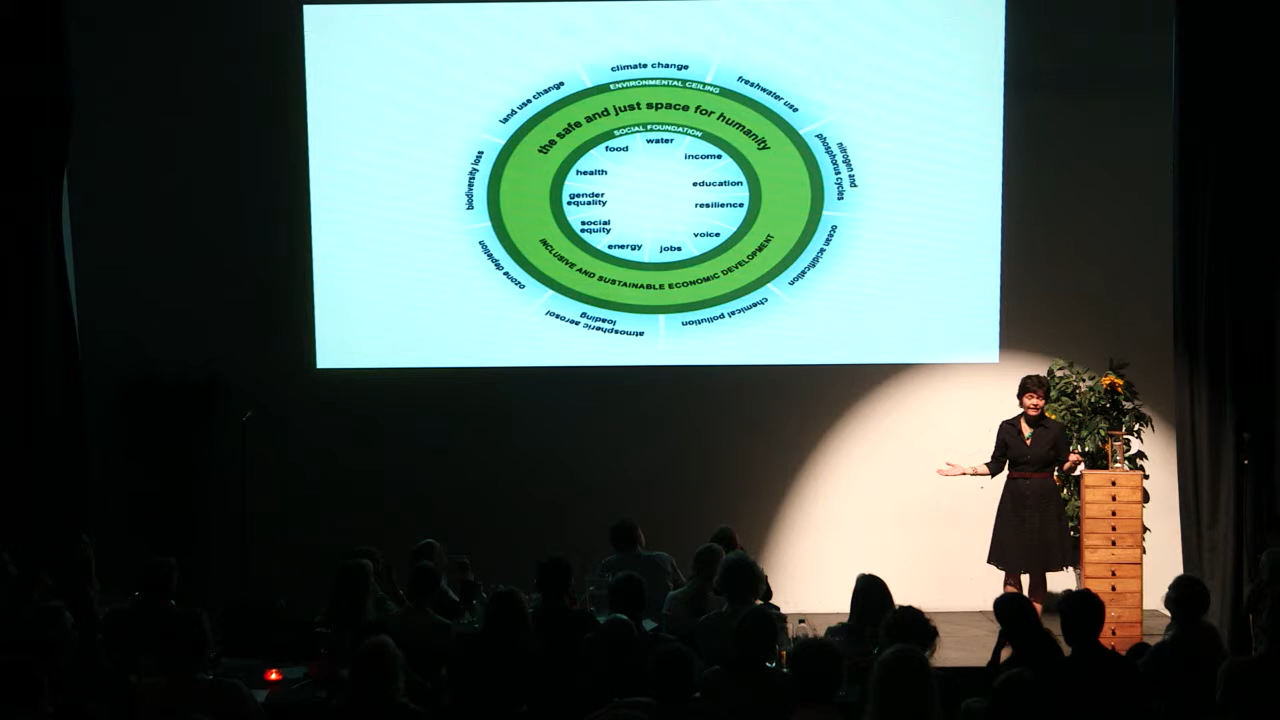 climate change
ENVIRONMENTAL CEILING
land use change
freshwater use
the safe and just space for humanity
SOCIAL FOUNDATION
water
food
income
health
nitrogen and
phosphorus cycles
biodiversity loss
education
gender
equality
resilience
social
equity
voice
energy
jobs
INCLUSIVE AND SUSTAINABLE ECONOMIC DEVELOPMENT
ozone depletion
ocean acidification
atmospheric aerosol
loading
chemical pollution